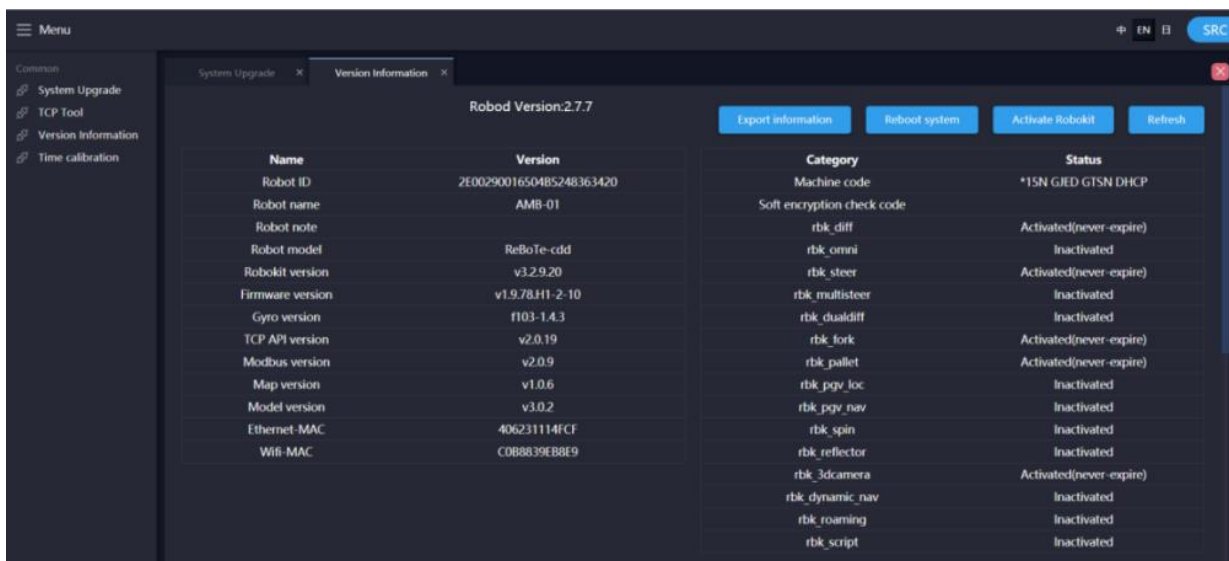 Menu
中 EN 日 SRC
Common
System Upgrade
TCP Tool
Version Information
Time calibration
System Upgrade × Version Information ×
Robod Version:2.7.7
Export information Reboot system Activate Robokit Refresh
Name Version
Robot ID 2E0029001650485248363420
Robot name AMB-01
Robot note
Robot model ReBoTe-cdd
Robokit version v3.2.9.20
Firmware version v1.9.78.H1-2-10
Gyro version f103-1.4.3
TCP API version v2.0.19
Modbus version v2.0.9
Map version v1.0.6
Model version v3.0.2
Ethernet-MAC 406231114FCF
Wifi-MAC C0B8839EB8E9
Category Status
Machine code *15N GJED GTSN DHCP
Soft encryption check code
rbk_diff Activated(never-expire)
rbk_omni Inactivated
rbk_steer Activated(never-expire)
rbk_multisteer Inactivated
rbk_dualdiff Inactivated
rbk_fork Activated(never-expire)
rbk_pallet Activated(never-expire)
rbk_pgv_loc Inactivated
rbk_pgv_nav Inactivated
rbk_spin Inactivated
rbk_reflector Inactivated
rbk_3dcamera Activated(never-expire)
rbk_dynamic_nav Inactivated
rbk_roaming Inactivated
rbk_script Inactivated